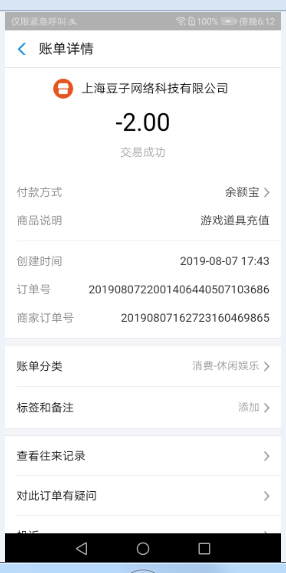 仅限紧急呼叫 100% 傍晚6:12
账单详情
上海豆子网络科技有限公司
-2.00
交易成功
付款方式 余额宝
商品说明 游戏道具充值
创建时间 2019-08-07 17:43
订单号 2019080722001406440507103686
商家订单号 20190807162723160469865
账单分类 消费-休闲娱乐
标签和备注 添加
查看往来记录
对此订单有疑问